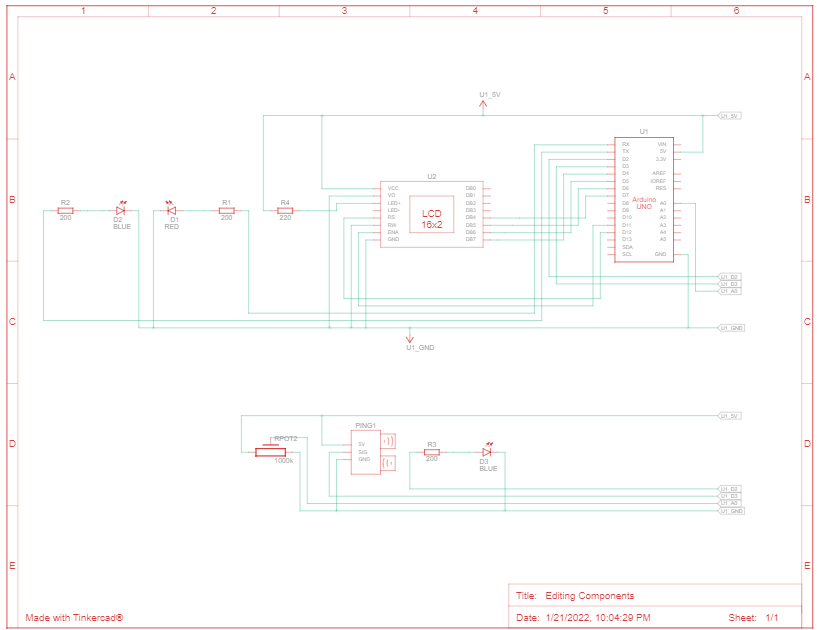 1 2 3 4 5 6
A A
U1_5V
U1_5V
U1
RX VIN
TX 5V
D2 3.3V
D3
D4 AREF
D5 IOREF
D6 RES
D7
D8 A0
D9 A1
D10 A2
D11 A3
D12 A4
D13 A5
SDA
SCL GND
Arduino
UNO
B B
U2
VCC DB0
VO DB1
LED+ DB2
LED- DB3
RS DB4
RW DB5
ENA DB6
GND DB7
LCD
16x2
R2
200
D2
BLUE
D1
RED
R1
200
R4
220
U1_D2
U1_D3
U1_A0
C C
U1_GND
U1_GND
U1_5V
D D
RPOT2
1000k
PING1
5V
SIG
GND
R3
200
D3
BLUE
U1_D2
U1_D3
U1_A0
U1_GND
E E
Title: Editing Components
Made with Tinkercad®
Date: 1/21/2022, 10:04:29 PM Sheet: 1/1